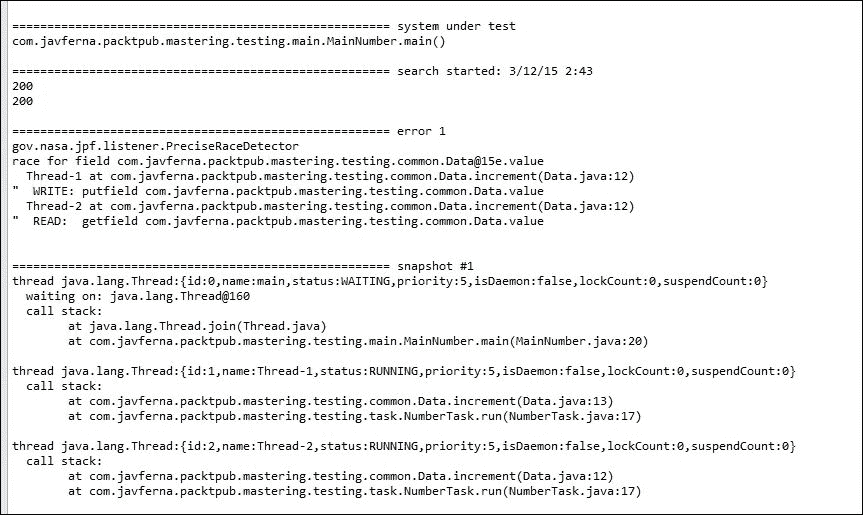 ====================================================== system under test
com.javferna.packtpub.mastering.testing.main.MainNumber.main()
====================================================== search started: 3/12/15 2:43
200
200
====================================================== error 1
gov.nasa.jpf.listener.PreciseRaceDetector
race for field com.javferna.packtpub.mastering.testing.common.Data@15e.value
  Thread-1 at com.javferna.packtpub.mastering.testing.common.Data.increment(Data.java:12)
"  WRITE: putfield com.javferna.packtpub.mastering.testing.common.Data.value
  Thread-2 at com.javferna.packtpub.mastering.testing.common.Data.increment(Data.java:12)
"  READ:  getfield com.javferna.packtpub.mastering.testing.common.Data.value
====================================================== snapshot #1
thread java.lang.Thread:{id:0,name:main,status:WAITING,priority:5,isDaemon:false,lockCount:0,suspendCount:0}
  waiting on: java.lang.Thread@160
  call stack:
        at java.lang.Thread.join(Thread.java)
        at com.javferna.packtpub.mastering.testing.main.MainNumber.main(MainNumber.java:20)
thread java.lang.Thread:{id:1,name:Thread-1,status:RUNNING,priority:5,isDaemon:false,lockCount:0,suspendCount:0}
  call stack:
        at com.javferna.packtpub.mastering.testing.common.Data.increment(Data.java:13)
        at com.javferna.packtpub.mastering.testing.task.NumberTask.run(NumberTask.java:17)
thread java.lang.Thread:{id:2,name:Thread-2,status:RUNNING,priority:5,isDaemon:false,lockCount:0,suspendCount:0}
  call stack:
        at com.javferna.packtpub.mastering.testing.common.Data.increment(Data.java:12)
        at com.javferna.packtpub.mastering.testing.task.NumberTask.run(NumberTask.java:17)